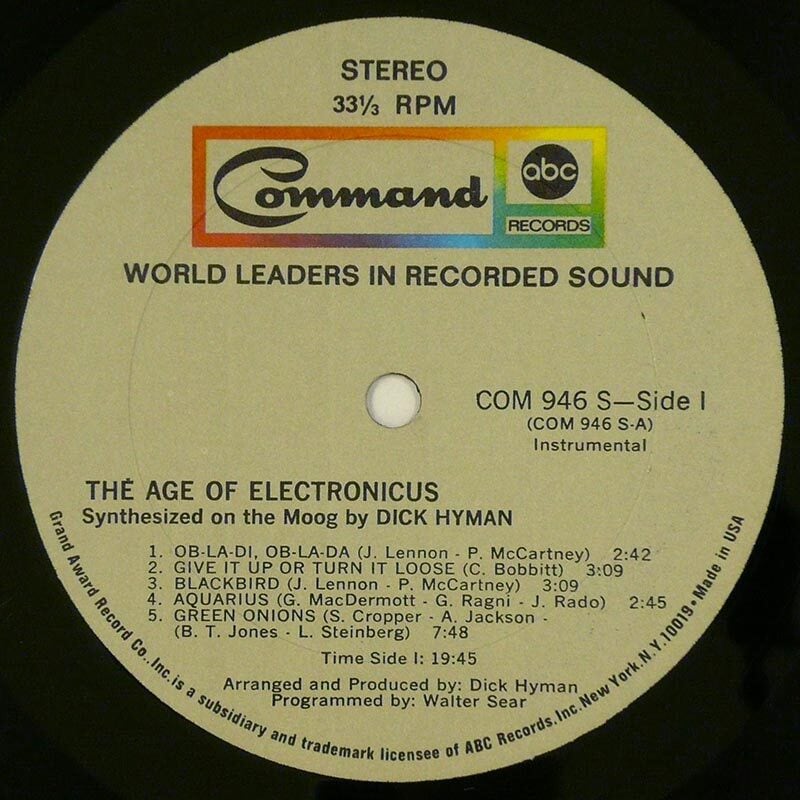 STEREO
33⅓ RPM
Command
abc
RECORDS
WORLD LEADERS IN RECORDED SOUND
COM 946 S—Side I
(COM 946 S-A)
Instrumental
THE AGE OF ELECTRONICUS
Synthesized on the Moog by DICK HYMAN
1. OB-LA-DI, OB-LA-DA (J. Lennon - P. McCartney) 2:42
2. GIVE IT UP OR TURN IT LOOSE (C. Bobbitt) 3:09
3. BLACKBIRD (J. Lennon - P. McCartney) 3:09
4. AQUARIUS (G. MacDermott - G. Ragni - J. Rado) 2:45
5. GREEN ONIONS (S. Cropper - A. Jackson -
(B. T. Jones - L. Steinberg) 7:48
Time Side I: 19:45
Arranged and Produced by: Dick Hyman
Programmed by: Walter Sear
Grand Award Record Co., Inc. is a subsidiary and trademark licensee of ABC Records, Inc. New York. N.Y. 10019 • Made in USA